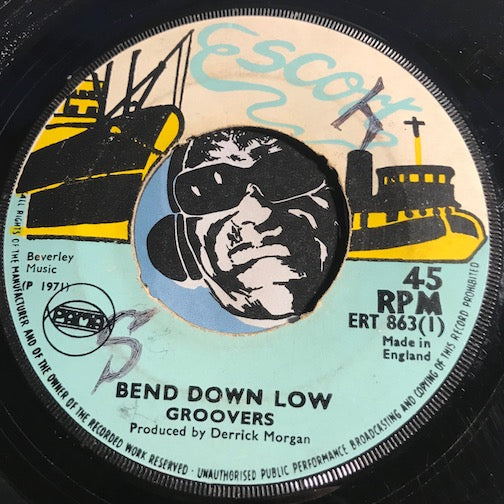 Escort
K
Beverley
Music
(P 1971)
PAMA
S
45
RPM
ERT 863(1)
Made in
England
BEND DOWN LOW
GROOVERS
Produced by Derrick Morgan
ALL RIGHTS OF THE MANUFACTURER AND OF THE OWNER OF THE RECORDED WORK RESERVED · UNAUTHORISED PUBLIC PERFORMANCE BROADCASTING AND COPYING OF THIS RECORD PROHIBITED